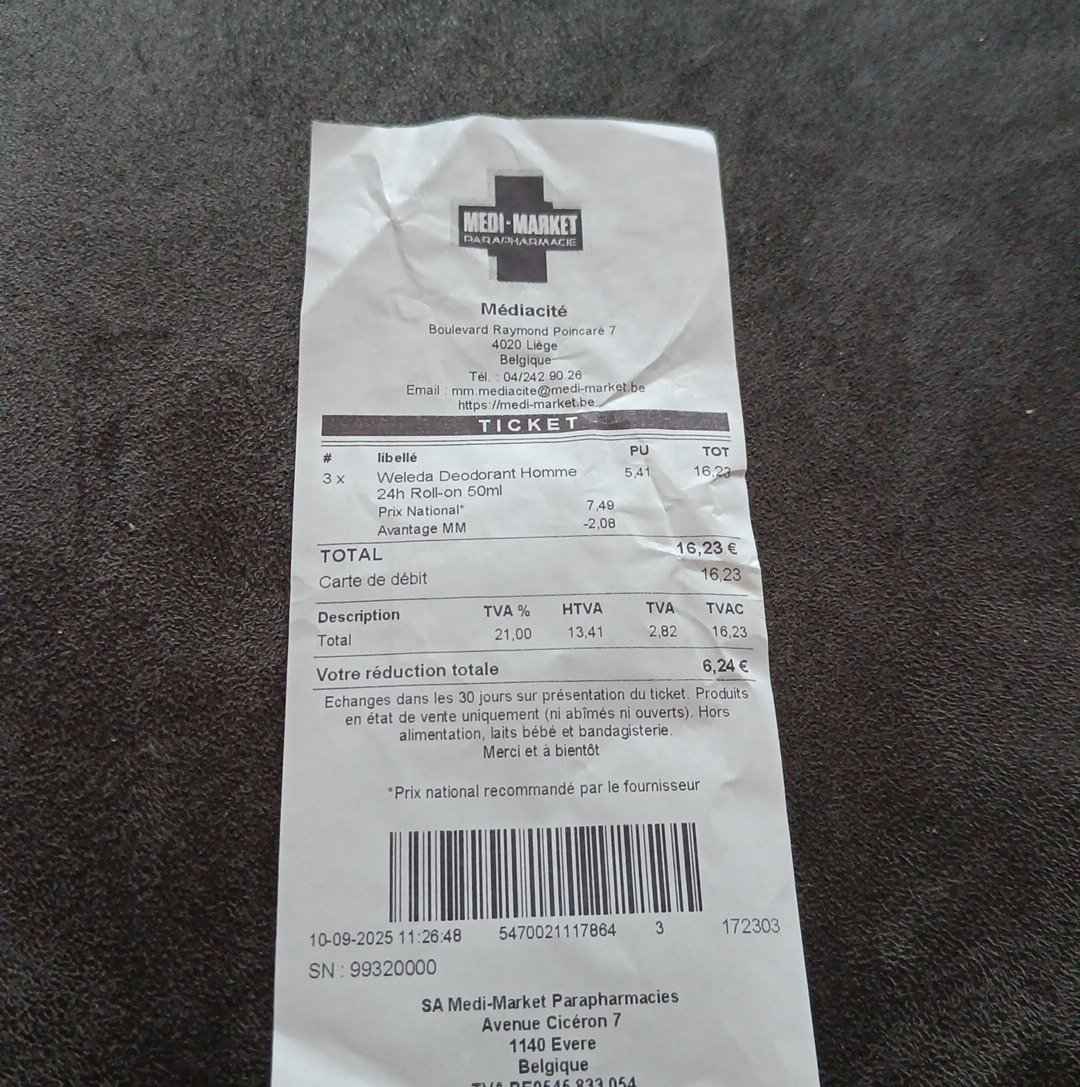 MEDI-MARKET
PARAPHARMACIE
Médiacité
Boulevard Raymond Poincaré 7
4020 Liège
Belgique
Tél. : 04/242.90.26
Email : mm.mediacite@medi-market.be
https://medi-market.be
TICKET
# libellé PU TOT
3 x Weleda Deodorant Homme 5,41 16,23
24h Roll-on 50ml
Prix National* 7,49
Avantage MM -2,08
TOTAL 16,23 €
Carte de débit 16,23
Description TVA % HTVA TVA TVAC
Total 21,00 13,41 2,82 16,23
Votre réduction totale 6,24 €
Echanges dans les 30 jours sur présentation du ticket. Produits
en état de vente uniquement (ni abîmés ni ouverts). Hors
alimentation, laits bébé et bandagisterie.
Merci et à bientôt
*Prix national recommandé par le fournisseur
10-09-2025 11:26:48 5470021117864 3 172303
SN : 99320000
SA Medi-Market Parapharmacies
Avenue Cicéron 7
1140 Evere
Belgique
TVA BE0546.833.054